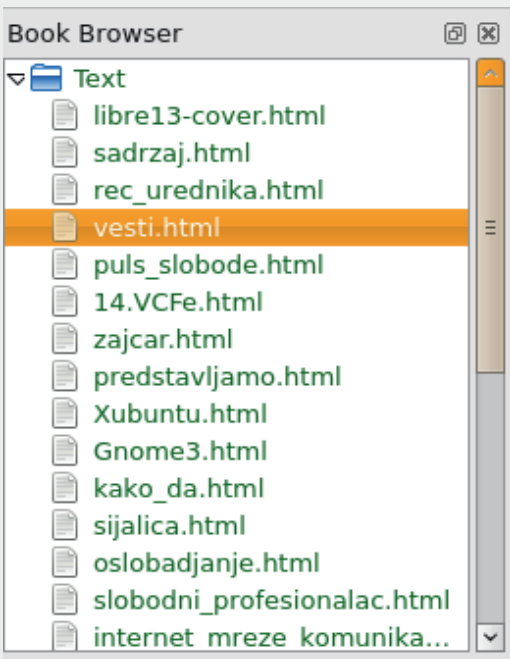 Book Browser
Text
libre13-cover.html
sadrzaj.html
rec_urednika.html
vesti.html
puls_slobode.html
14.VCFe.html
zajcar.html
predstavljamo.html
Xubuntu.html
Gnome3.html
kako_da.html
sijalica.html
oslobadjanje.html
slobodni_profesionalac.html
internet_mreze_komunika...